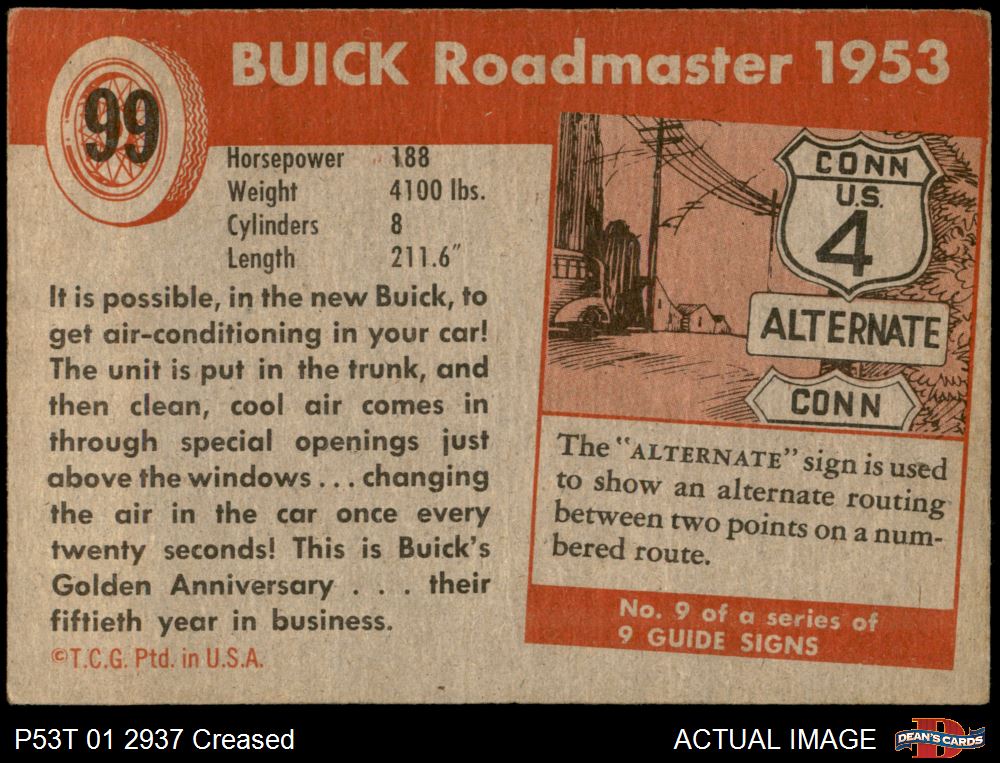 99
BUICK Roadmaster 1953
Horsepower 188
Weight 4100 lbs.
Cylinders 8
Length 211.6"
It is possible, in the new Buick, to
get air-conditioning in your car!
The unit is put in the trunk, and
then clean, cool air comes in
through special openings just
above the windows . . . changing
the air in the car once every
twenty seconds! This is Buick's
Golden Anniversary . . . their
fiftieth year in business.
©T.C.G. Ptd. in U.S.A.
CONN
U.S.
4
ALTERNATE
CONN
The "ALTERNATE" sign is used
to show an alternate routing
between two points on a num-
bered route.
No. 9 of a series of
9 GUIDE SIGNS
P53T 01 2937 Creased
ACTUAL IMAGE
D
DEAN'S CARDS